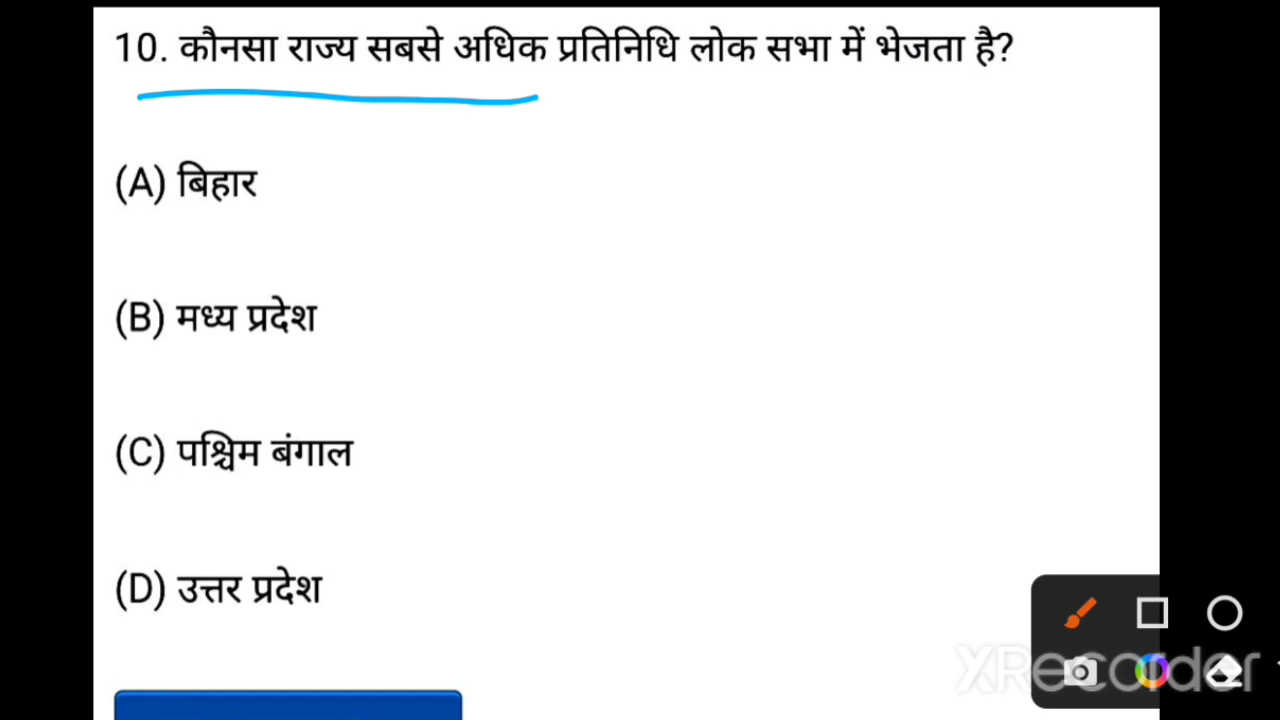 10. कौनसा राज्य सबसे अधिक प्रतिनिधि लोक सभा में भेजता है?
(A) बिहार
(B) मध्य प्रदेश
(C) पश्चिम बंगाल
(D) उत्तर प्रदेश
XRecorder